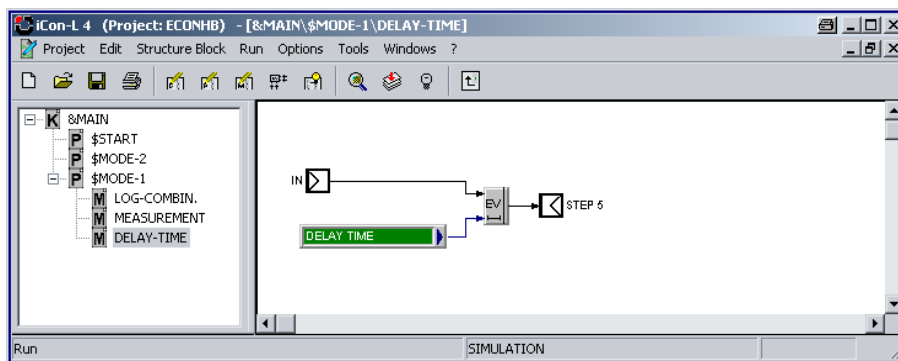 iCon-L 4 (Project: ECONHB) - [&MAIN\$MODE-1\DELAY-TIME]
Project Edit Structure Block Run Options Tools Windows ?
K &MAIN
P $START
P $MODE-2
P $MODE-1
M LOG-COMBIN.
M MEASUREMENT
M DELAY-TIME
IN
EV
STEP 5
DELAY TIME
Run SIMULATION